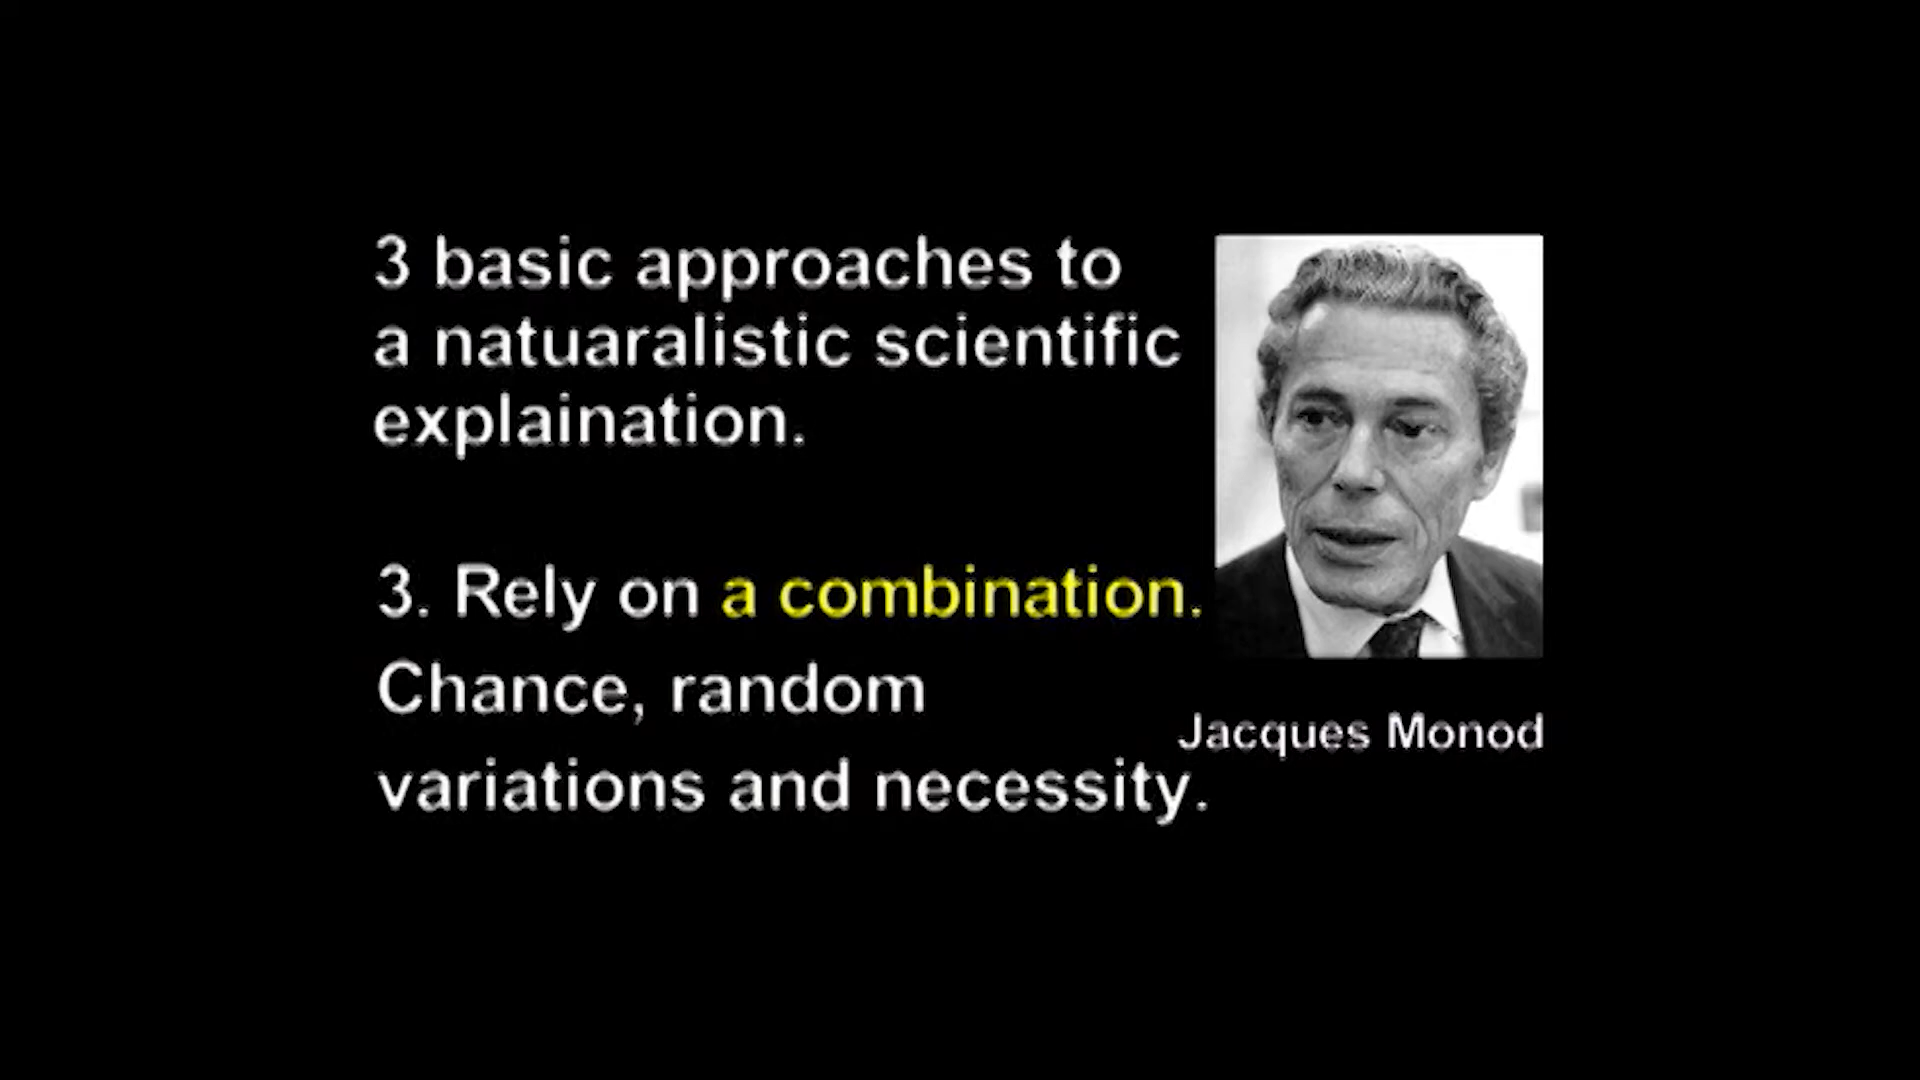 3 basic approaches to
a natuaralistic scientific
explaination.
3. Rely on a combination.
Chance, random
variations and necessity.
Jacques Monod